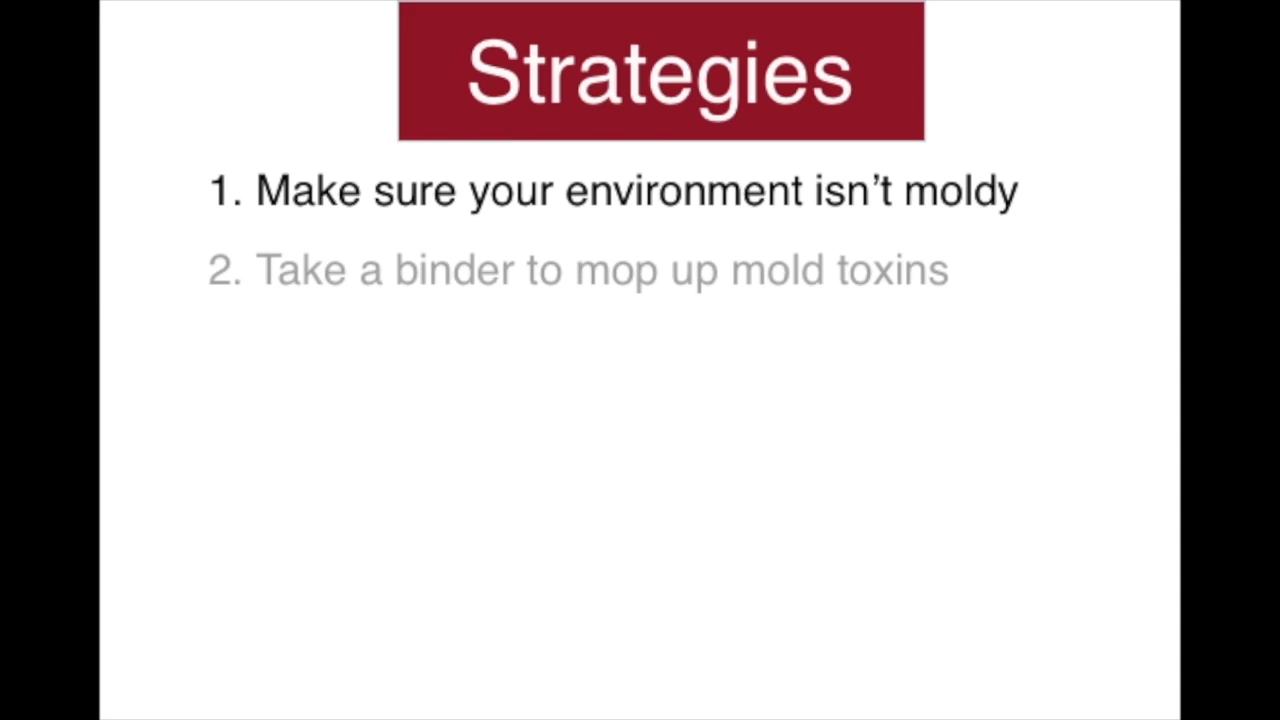 Strategies
1. Make sure your environment isn’t moldy
2. Take a binder to mop up mold toxins